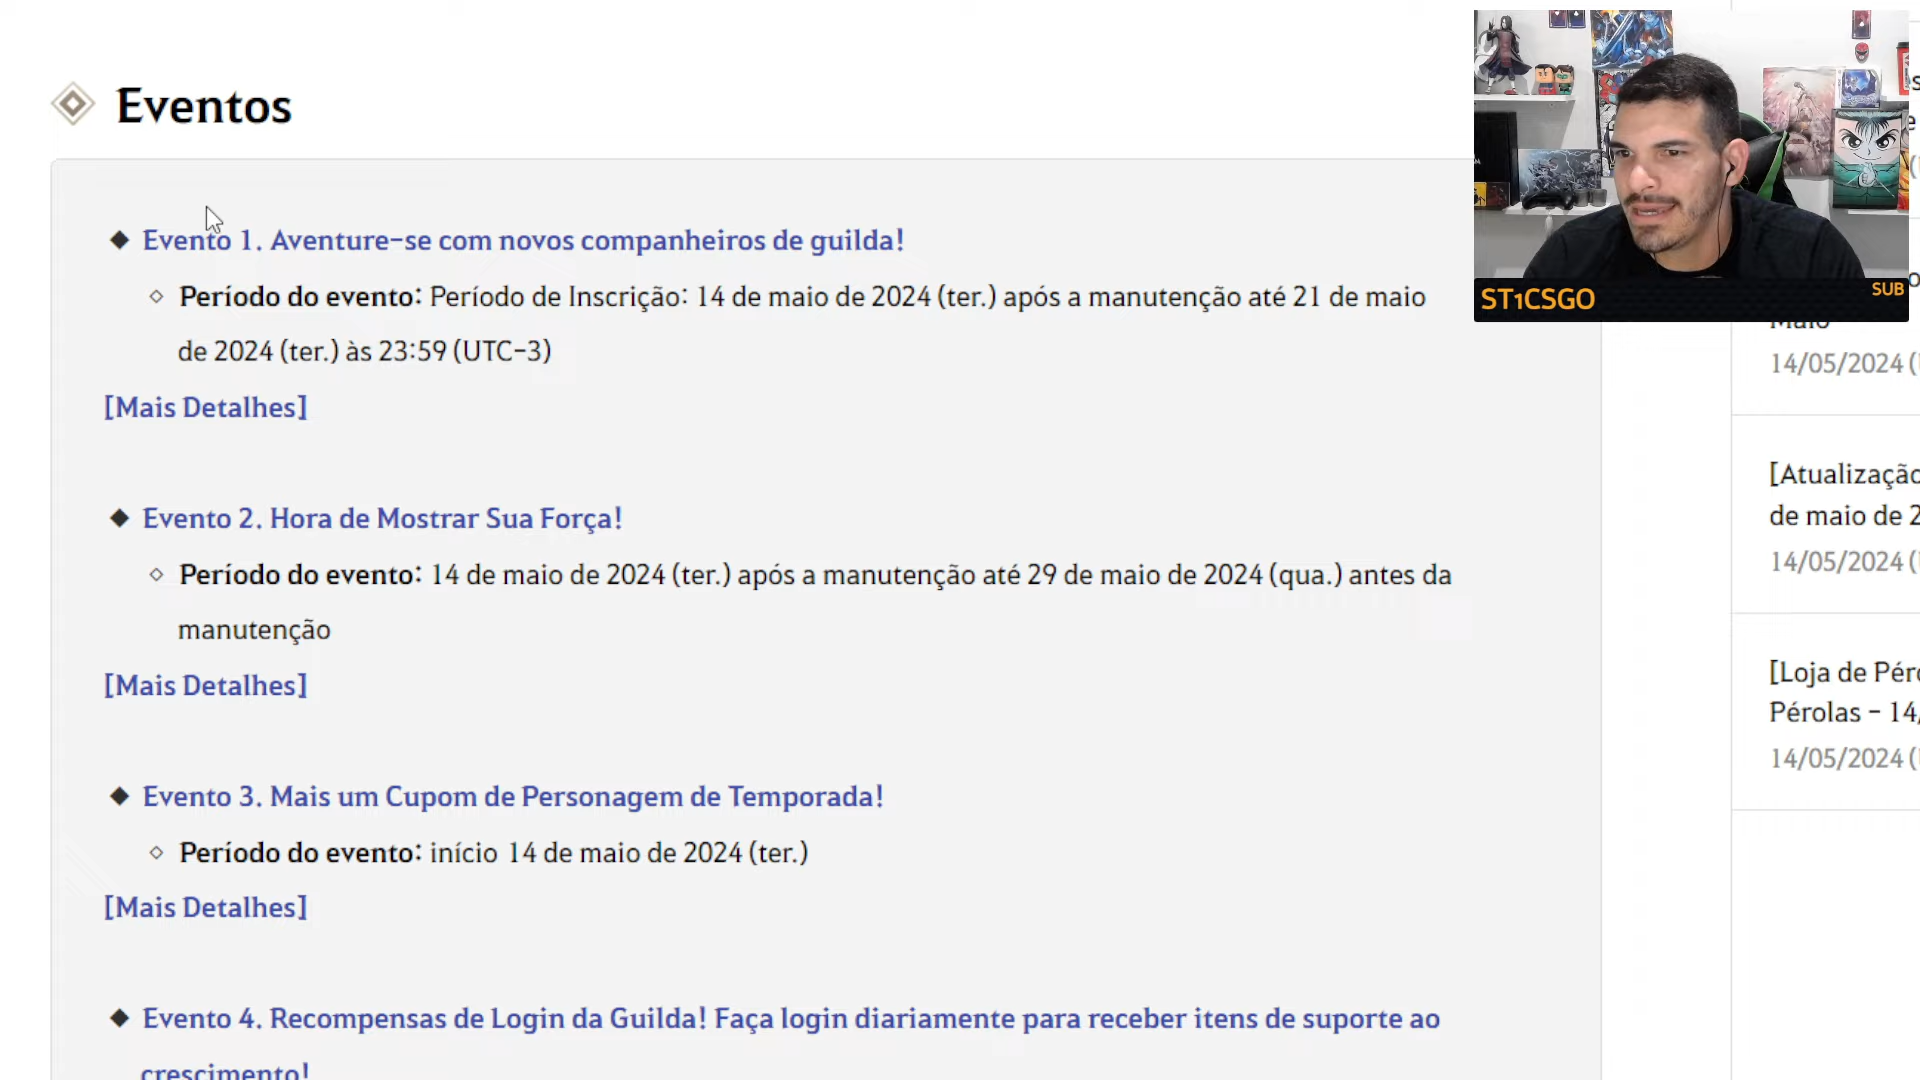 Eventos
Evento 1. Aventure-se com novos companheiros de guilda!
Período do evento: Período de Inscrição: 14 de maio de 2024 (ter.) após a manutenção até 21 de maio
de 2024 (ter.) às 23:59 (UTC-3)
[Mais Detalhes]
Evento 2. Hora de Mostrar Sua Força!
Período do evento: 14 de maio de 2024 (ter.) após a manutenção até 29 de maio de 2024 (qua.) antes da
manutenção
[Mais Detalhes]
Evento 3. Mais um Cupom de Personagem de Temporada!
Período do evento: início 14 de maio de 2024 (ter.)
[Mais Detalhes]
Evento 4. Recompensas de Login da Guilda! Faça login diariamente para receber itens de suporte ao
crescimento!
ST1CSGO
SUB
Maio
14/05/2024 (
[Atualização
de maio de 2
14/05/2024 (
[Loja de Péro
Pérolas - 14/
14/05/2024 (